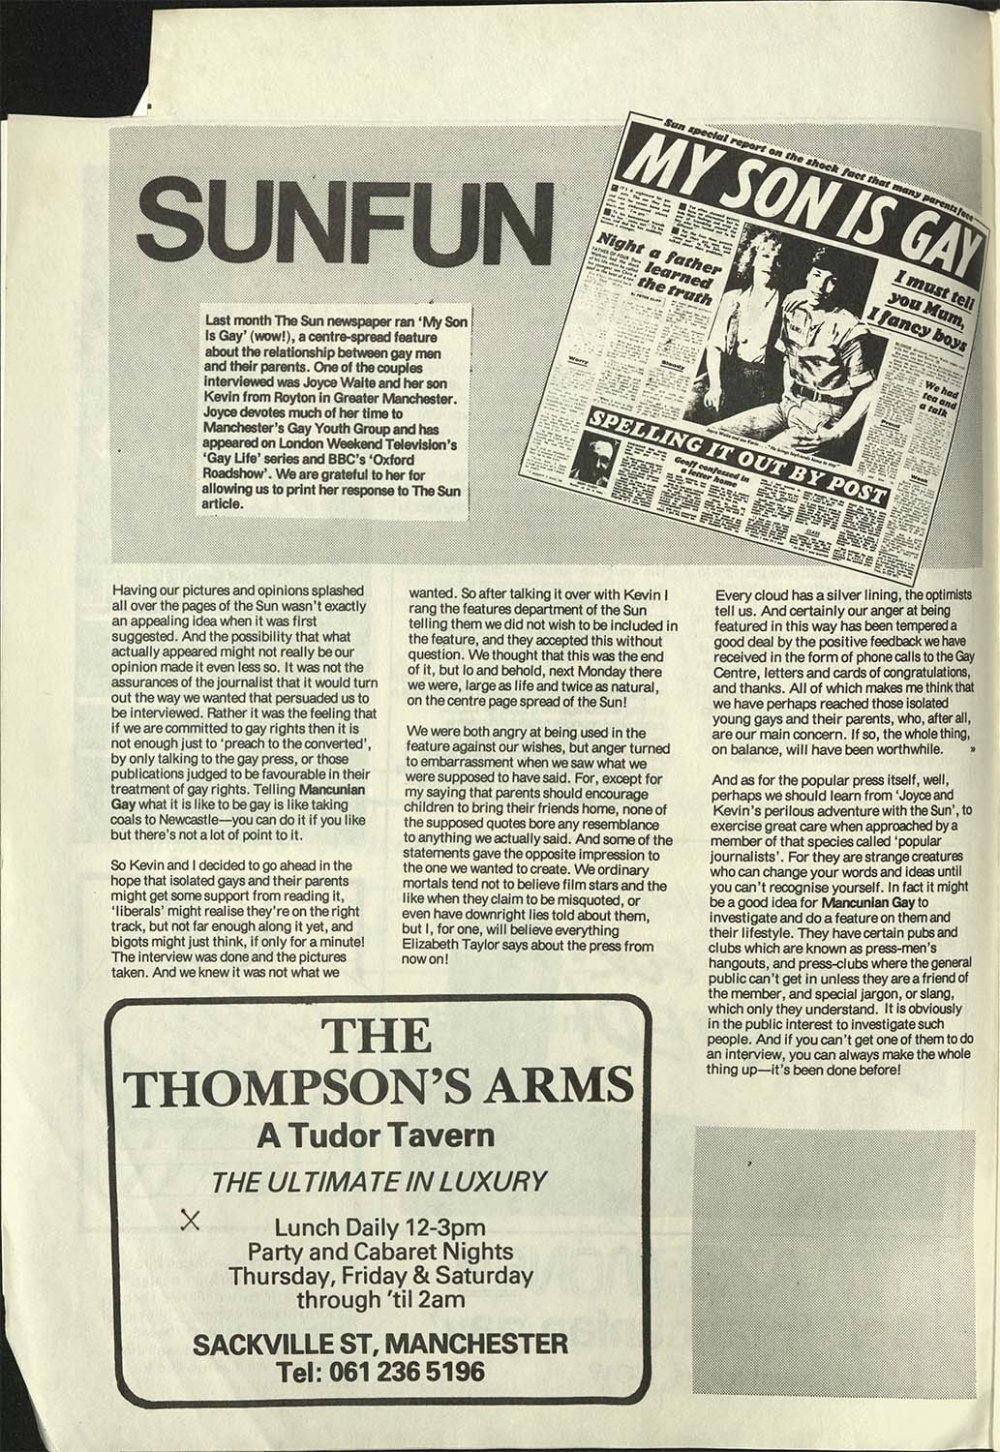 SUNFUN
Last month The Sun newspaper ran ‘My Son
Is Gay’ (wow!), a centre-spread feature
about the relationship between gay men
and their parents. One of the couples
interviewed was Joyce Waite and her son
Kevin from Royton in Greater Manchester.
Joyce devotes much of her time to
Manchester’s Gay Youth Group and has
appeared on London Weekend Television’s
‘Gay Life’ series and BBC’s ‘Oxford
Roadshow’. We are grateful to her for
allowing us to print her response to The Sun
article.
Sun special report on the shock fact that many parents face
MY SON IS GAY
Night a father
learned
the truth
I must tell
you Mum,
I fancy boys
Worry
Steady
We had
tea and
a talk
SPELLING IT OUT BY POST
Geoff confessed in
a letter home
Having our pictures and opinions splashed
all over the pages of the Sun wasn’t exactly
an appealing idea when it was first
suggested. And the possibility that what
actually appeared might not really be our
opinion made it even less so. It was not the
assurances of the journalist that it would turn
out the way we wanted that persuaded us to
be interviewed. Rather it was the feeling that
if we are committed to gay rights then it is
not enough just to ‘preach to the converted’,
by only talking to the gay press, or those
publications judged to be favourable in their
treatment of gay rights. Telling Mancunian
Gay what it is like to be gay is like taking
coals to Newcastle—you can do it if you like
but there’s not a lot of point to it.
So Kevin and I decided to go ahead in the
hope that isolated gays and their parents
might get some support from reading it,
‘liberals’ might realise they’re on the right
track, but not far enough along it yet, and
bigots might just think, if only for a minute!
The interview was done and the pictures
taken. And we knew it was not what we
wanted. So after talking it over with Kevin I
rang the features department of the Sun
telling them we did not wish to be included in
the feature, and they accepted this without
question. We thought that this was the end
of it, but lo and behold, next Monday there
we were, large as life and twice as natural,
on the centre page spread of the Sun!
We were both angry at being used in the
feature against our wishes, but anger turned
to embarrassment when we saw what we
were supposed to have said. For, except for
my saying that parents should encourage
children to bring their friends home, none of
the supposed quotes bore any resemblance
to anything we actually said. And some of the
statements gave the opposite impression to
the one we wanted to create. We ordinary
mortals tend not to believe film stars and the
like when they claim to be misquoted, or
even have downright lies told about them,
but I, for one, will believe everything
Elizabeth Taylor says about the press from
now on!
Every cloud has a silver lining, the optimists
tell us. And certainly our anger at being
featured in this way has been tempered a
good deal by the positive feedback we have
received in the form of phone calls to the Gay
Centre, letters and cards of congratulations,
and thanks. All of which makes me think that
we have perhaps reached those isolated
young gays and their parents, who, after all,
are our main concern. If so, the whole thing,
on balance, will have been worthwhile. »
And as for the popular press itself, well,
perhaps we should learn from ‘Joyce and
Kevin’s perilous adventure with the Sun’, to
exercise great care when approached by a
member of that species called ‘popular
journalists’. For they are strange creatures
who can change your words and ideas until
you can’t recognise yourself. In fact it might
be a good idea for Mancunian Gay to
investigate and do a feature on them and
their lifestyle. They have certain pubs and
clubs which are known as press-men’s
hangouts, and press-clubs where the general
public can’t get in unless they are a friend of
the member, and special jargon, or slang,
which only they understand. It is obviously
in the public interest to investigate such
people. And if you can’t get one of them to do
an interview, you can always make the whole
thing up—it’s been done before!
THE
THOMPSON’S ARMS
A Tudor Tavern
THE ULTIMATE IN LUXURY
X
Lunch Daily 12-3pm
Party and Cabaret Nights
Thursday, Friday & Saturday
through ’til 2am
SACKVILLE ST, MANCHESTER
Tel: 061 236 5196